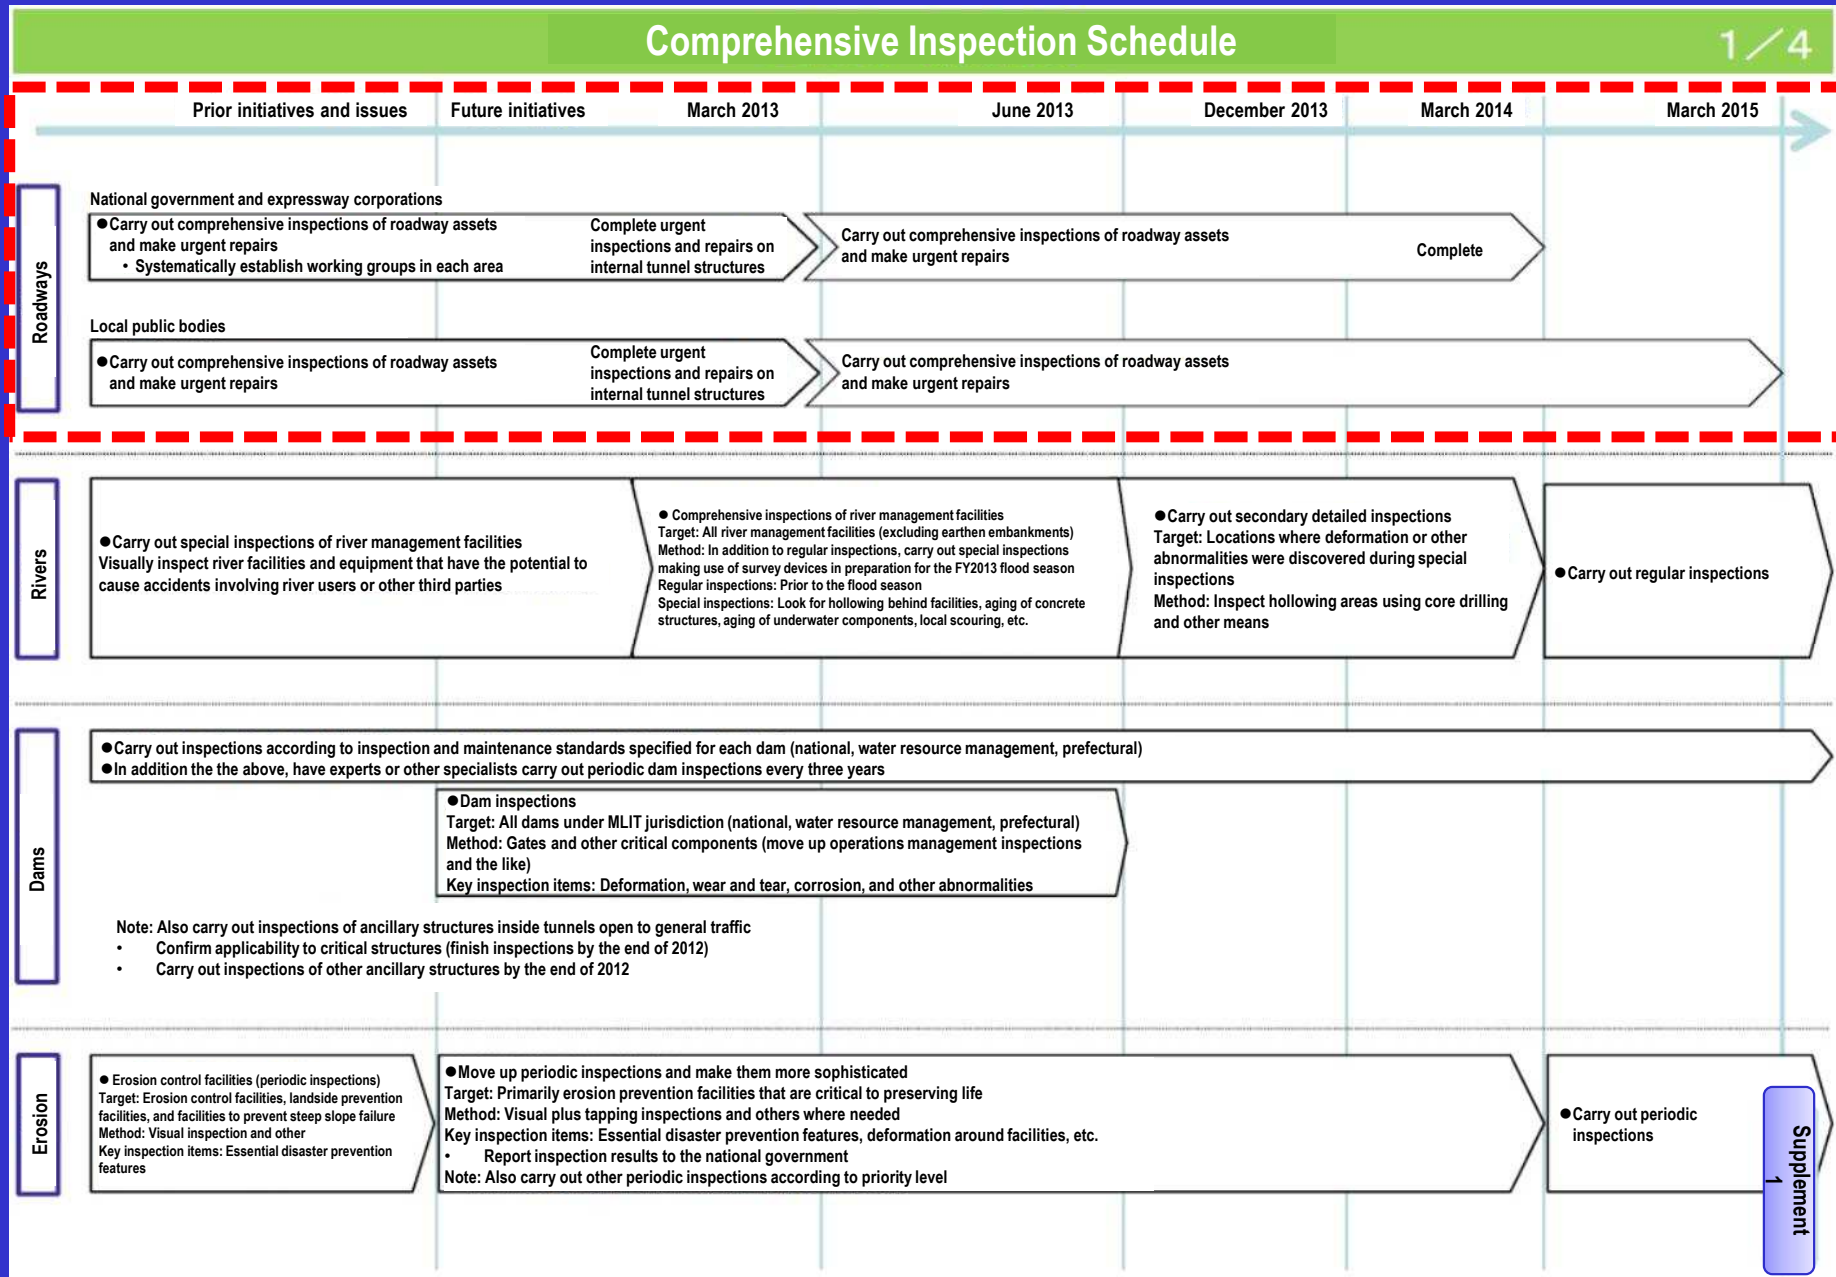 Comprehensive Inspection Schedule
1／4
Prior initiatives and issues
Future initiatives
March 2013
June 2013
December 2013
March 2014
March 2015
Roadways
National government and expressway corporations
●Carry out comprehensive inspections of roadway assets
and make urgent repairs
• Systematically establish working groups in each area
Complete urgent
inspections and repairs on
internal tunnel structures
Carry out comprehensive inspections of roadway assets
and make urgent repairs
Complete
Local public bodies
●Carry out comprehensive inspections of roadway assets
and make urgent repairs
Complete urgent
inspections and repairs on
internal tunnel structures
Carry out comprehensive inspections of roadway assets
and make urgent repairs
Rivers
●Carry out special inspections of river management facilities
Visually inspect river facilities and equipment that have the potential to
cause accidents involving river users or other third parties
● Comprehensive inspections of river management facilities
Target: All river management facilities (excluding earthen embankments)
Method: In addition to regular inspections, carry out special inspections
making use of survey devices in preparation for the FY2013 flood season
Regular inspections: Prior to the flood season
Special inspections: Look for hollowing behind facilities, aging of concrete
structures, aging of underwater components, local scouring, etc.
●Carry out secondary detailed inspections
Target: Locations where deformation or other
abnormalities were discovered during special
inspections
Method: Inspect hollowing areas using core drilling
and other means
●Carry out regular inspections
Dams
●Carry out inspections according to inspection and maintenance standards specified for each dam (national, water resource management, prefectural)
●In addition the the above, have experts or other specialists carry out periodic dam inspections every three years
●Dam inspections
Target: All dams under MLIT jurisdiction (national, water resource management, prefectural)
Method: Gates and other critical components (move up operations management inspections
and the like)
Key inspection items: Deformation, wear and tear, corrosion, and other abnormalities
Note: Also carry out inspections of ancillary structures inside tunnels open to general traffic
• Confirm applicability to critical structures (finish inspections by the end of 2012)
• Carry out inspections of other ancillary structures by the end of 2012
Erosion
● Erosion control facilities (periodic inspections)
Target: Erosion control facilities, landside prevention
facilities, and facilities to prevent steep slope failure
Method: Visual inspection and other
Key inspection items: Essential disaster prevention
features
●Move up periodic inspections and make them more sophisticated
Target: Primarily erosion prevention facilities that are critical to preserving life
Method: Visual plus tapping inspections and others where needed
Key inspection items: Essential disaster prevention features, deformation around facilities, etc.
• Report inspection results to the national government
Note: Also carry out other periodic inspections according to priority level
●Carry out periodic
inspections
Supplement
1